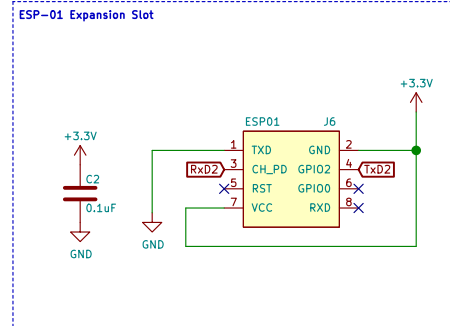 ESP-01 Expansion Slot
+3.3V
ESP01 J6
+3.3V
1 TXD GND 2
C2
RxD2 3 CH_PD GPIO2 4 TxD2
5 RST GPIO0 6
0.1uF
7 VCC RXD 8
GND
GND